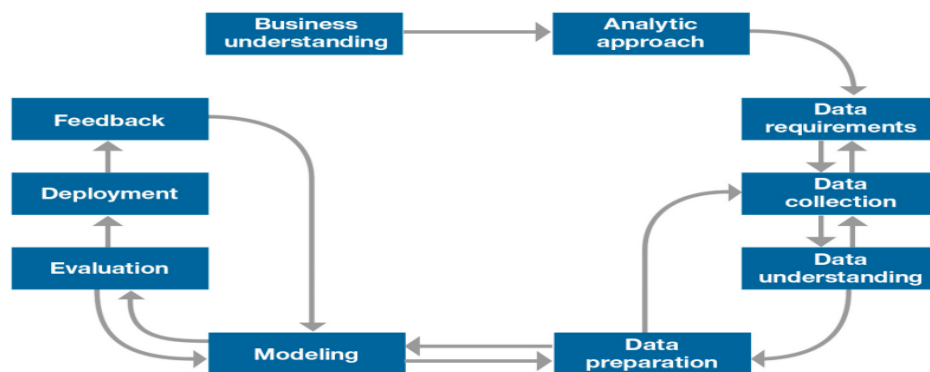 Business
understanding
Analytic
approach
Data
requirements
Data
collection
Data
understanding
Data
preparation
Modeling
Evaluation
Deployment
Feedback